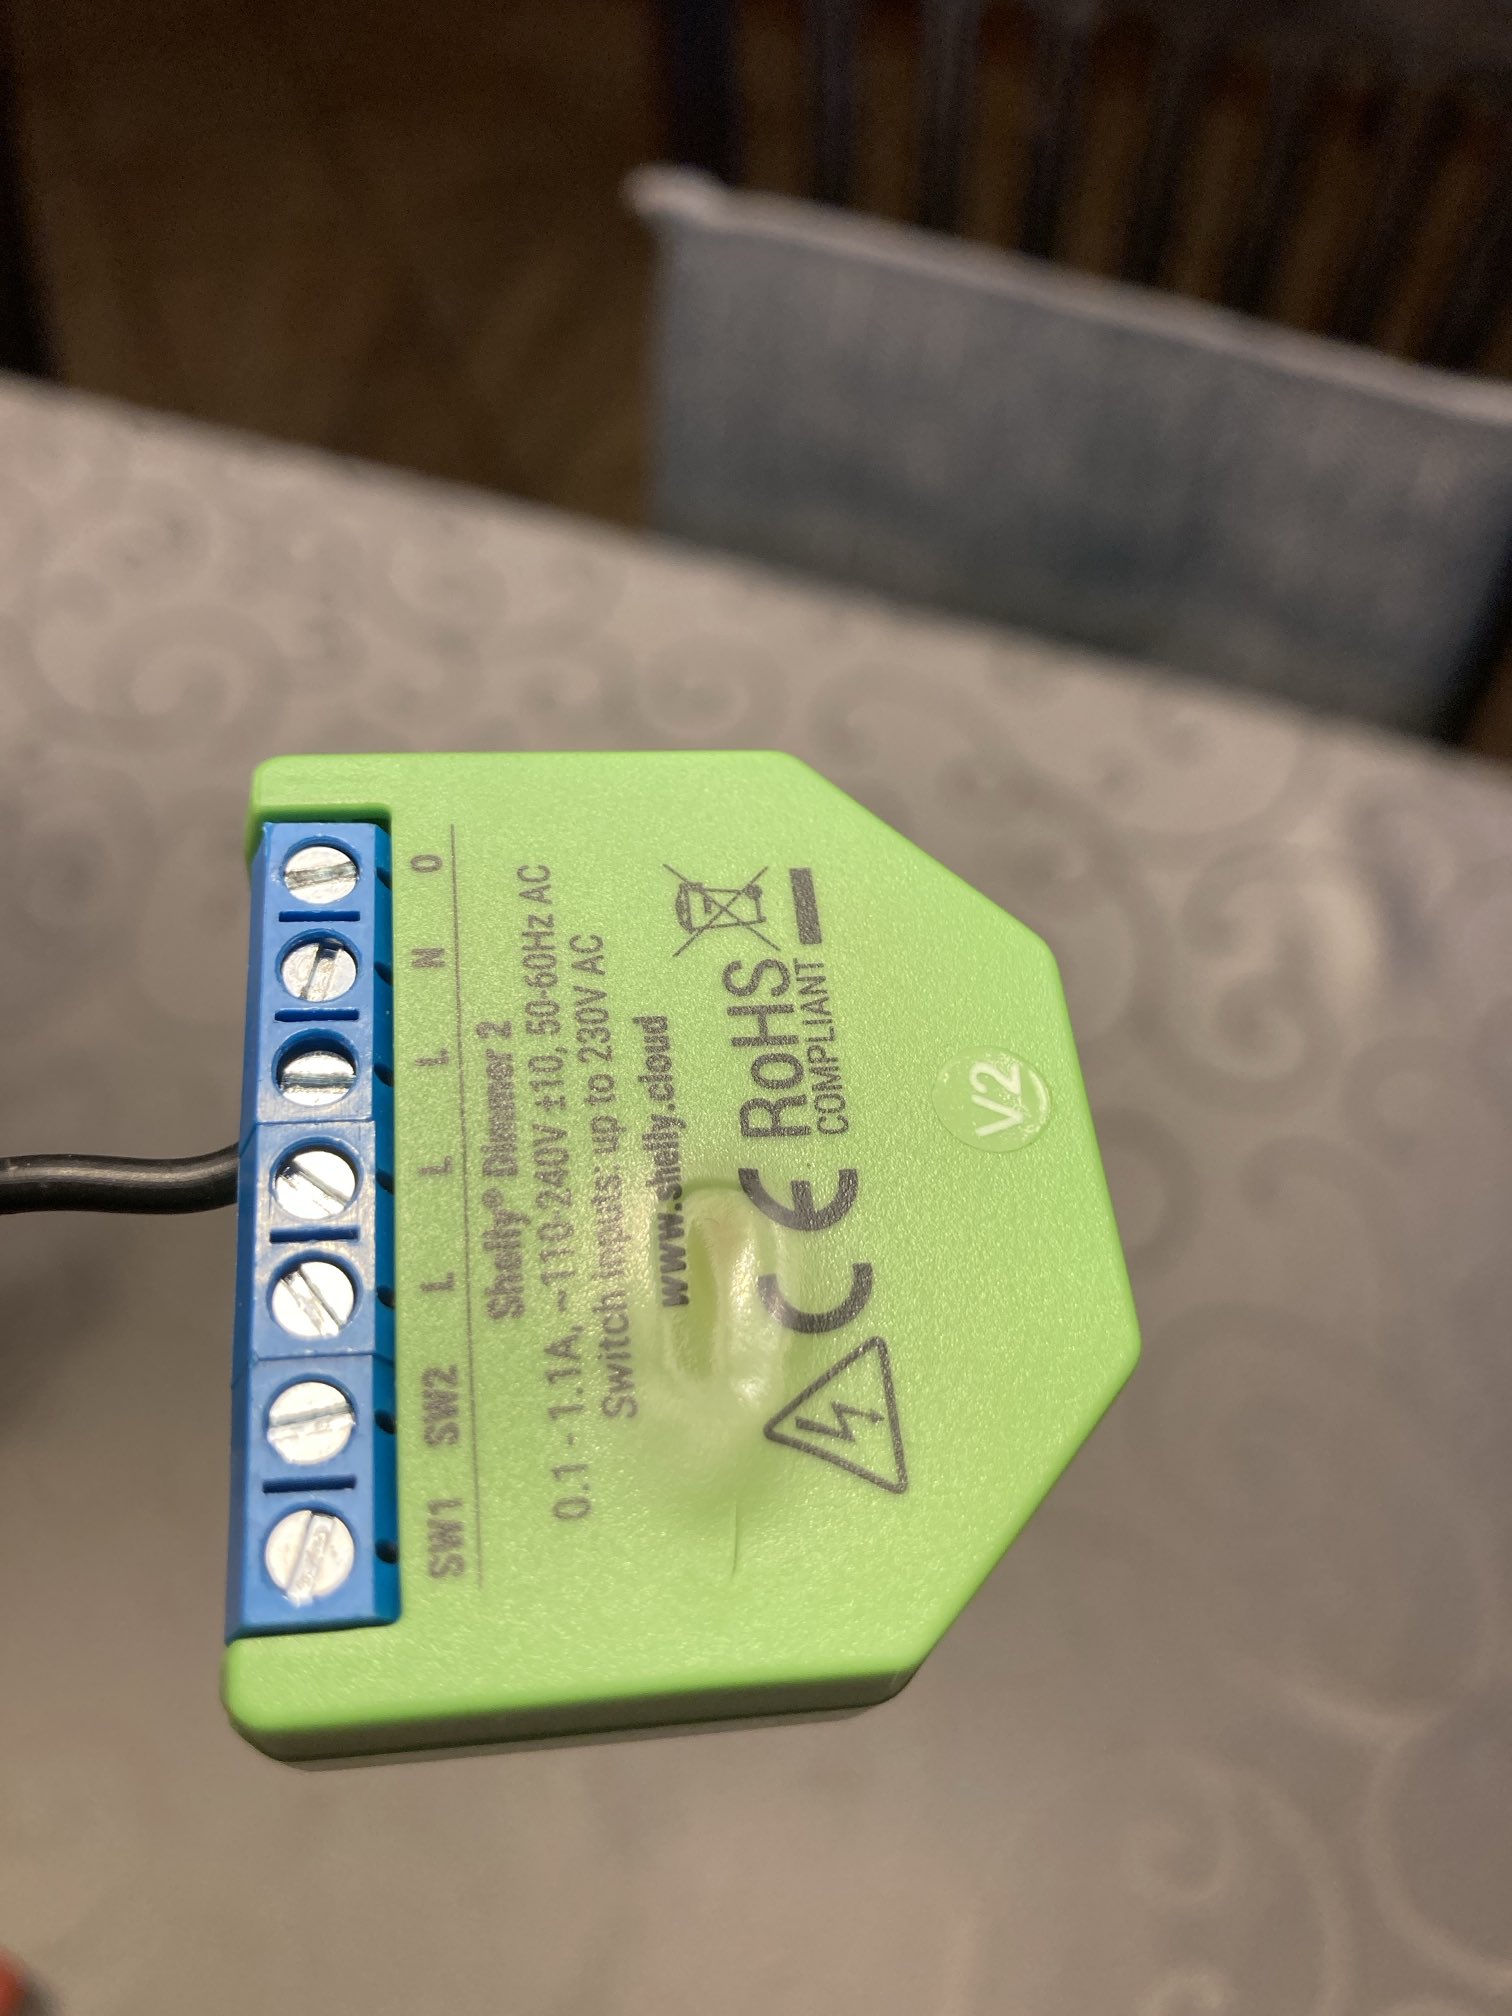 SW1 SW2 L L L N O
Shelly® Dimmer 2
0.1 - 1.1A, ~110-240V ±10, 50-60Hz AC
Switch inputs: up to 230V AC
www.shelly.cloud
CE RoHS
COMPLIANT
V2